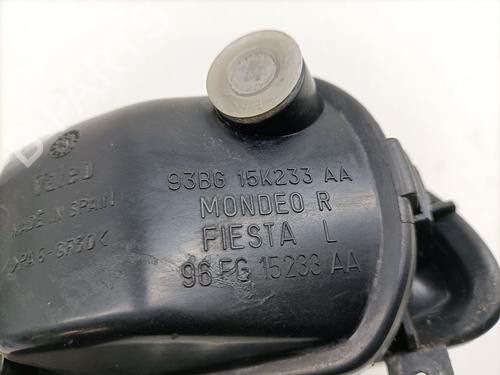 Valeo
MADE IN SPAIN
93BG 15K233 AA
MONDEO R
FIESTA L
96FG 15233 AA